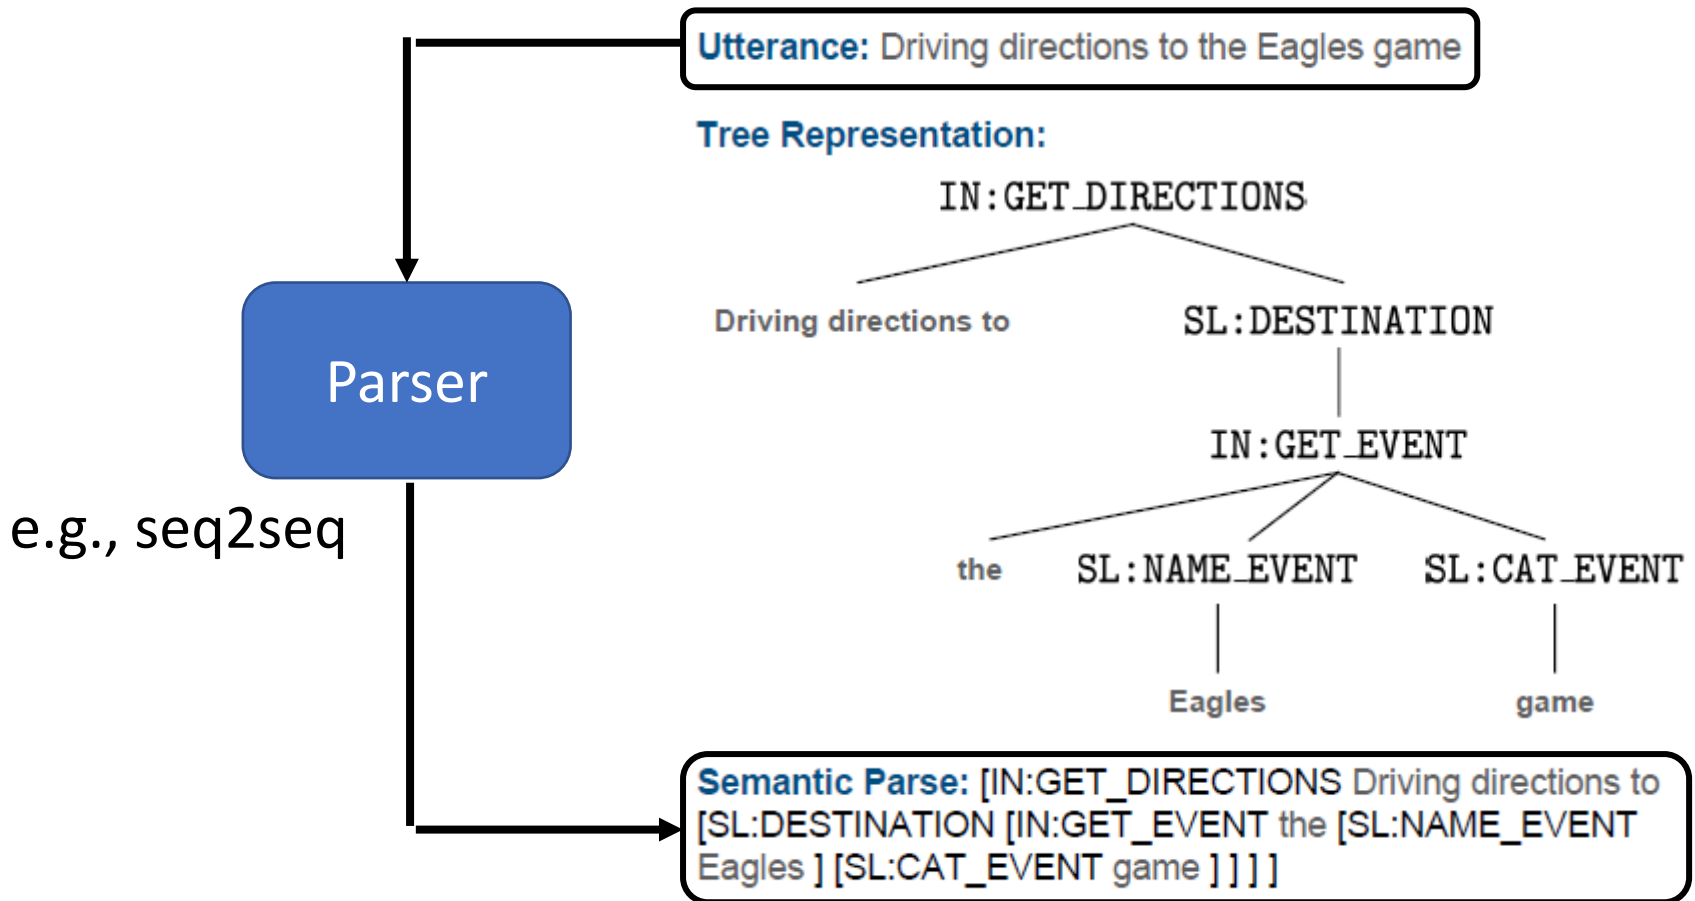 Utterance: Driving directions to the Eagles game
Tree Representation:
IN:GET_DIRECTIONS
Driving directions to
SL:DESTINATION
Parser
IN:GET_EVENT
e.g., seq2seq
the
SL:NAME_EVENT
SL:CAT_EVENT
Eagles
game
Semantic Parse: [IN:GET_DIRECTIONS Driving directions to
[SL:DESTINATION [IN:GET_EVENT the [SL:NAME_EVENT
Eagles ] [SL:CAT_EVENT game ] ] ] ]